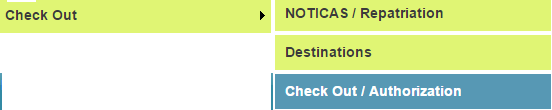 Check Out
NOTICAS / Repatriation
Destinations
Check Out / Authorization